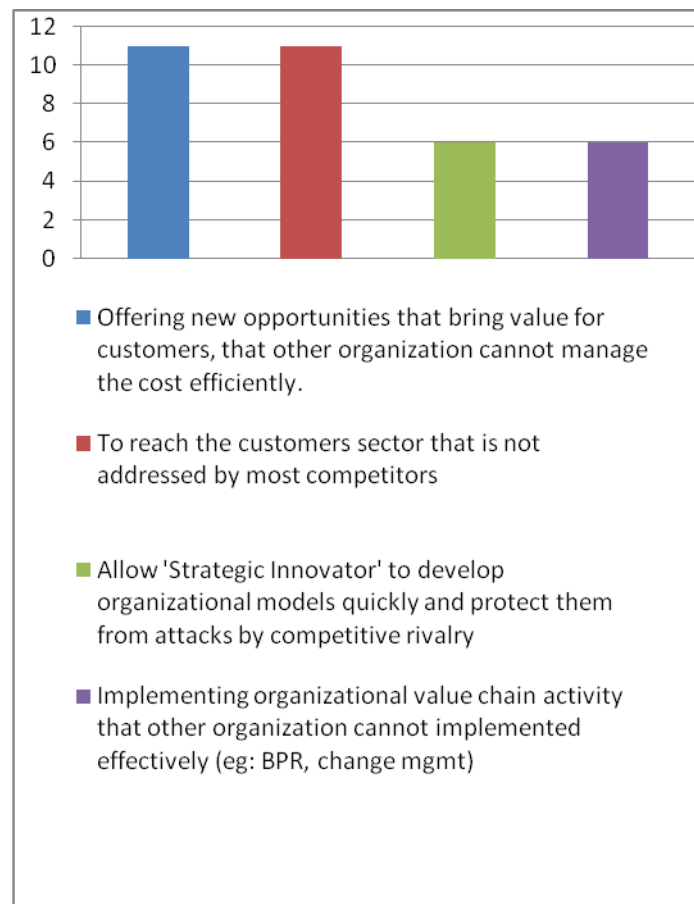 12
10
8
6
4
2
0
Offering new opportunities that bring value for
customers, that other organization cannot manage
the cost efficiently.
To reach the customers sector that is not
addressed by most competitors
Allow 'Strategic Innovator' to develop
organizational models quickly and protect them
from attacks by competitive rivalry
Implementing organizational value chain activity
that other organization cannot implemented
effectively (eg: BPR, change mgmt)